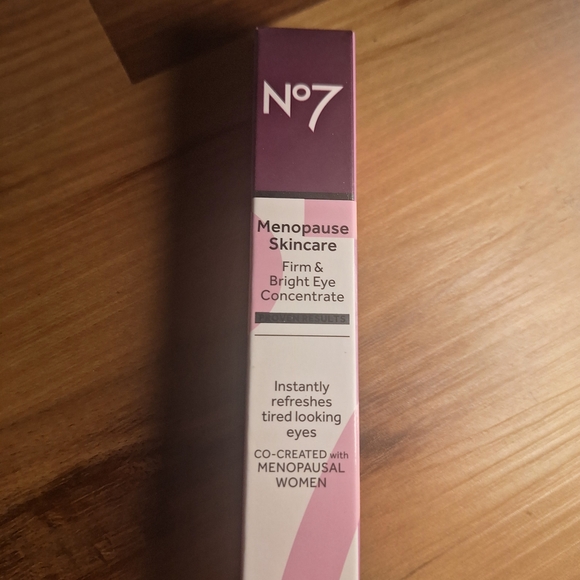 No7
Menopause
Skincare
Firm &
Bright Eye
Concentrate
Instantly
refreshes
tired looking
eyes
CO-CREATED with
MENOPAUSAL
WOMEN